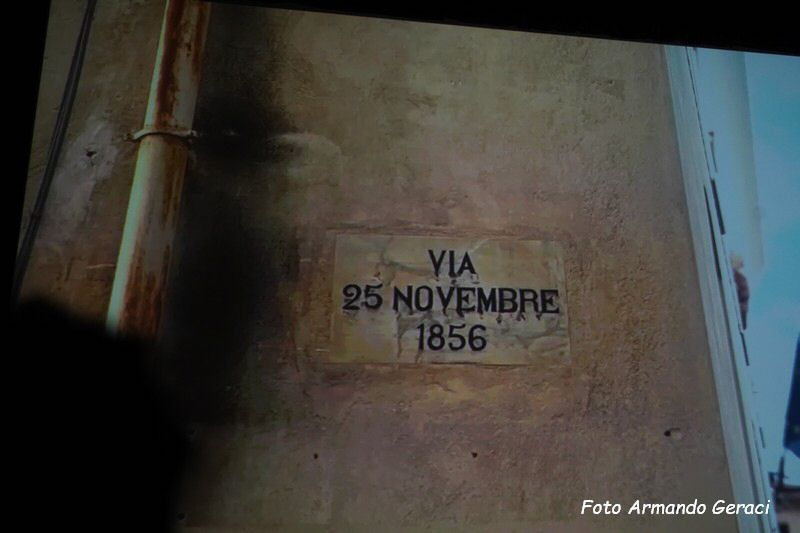 VIA
25 NOVEMBRE
1856
Foto Armando Geraci